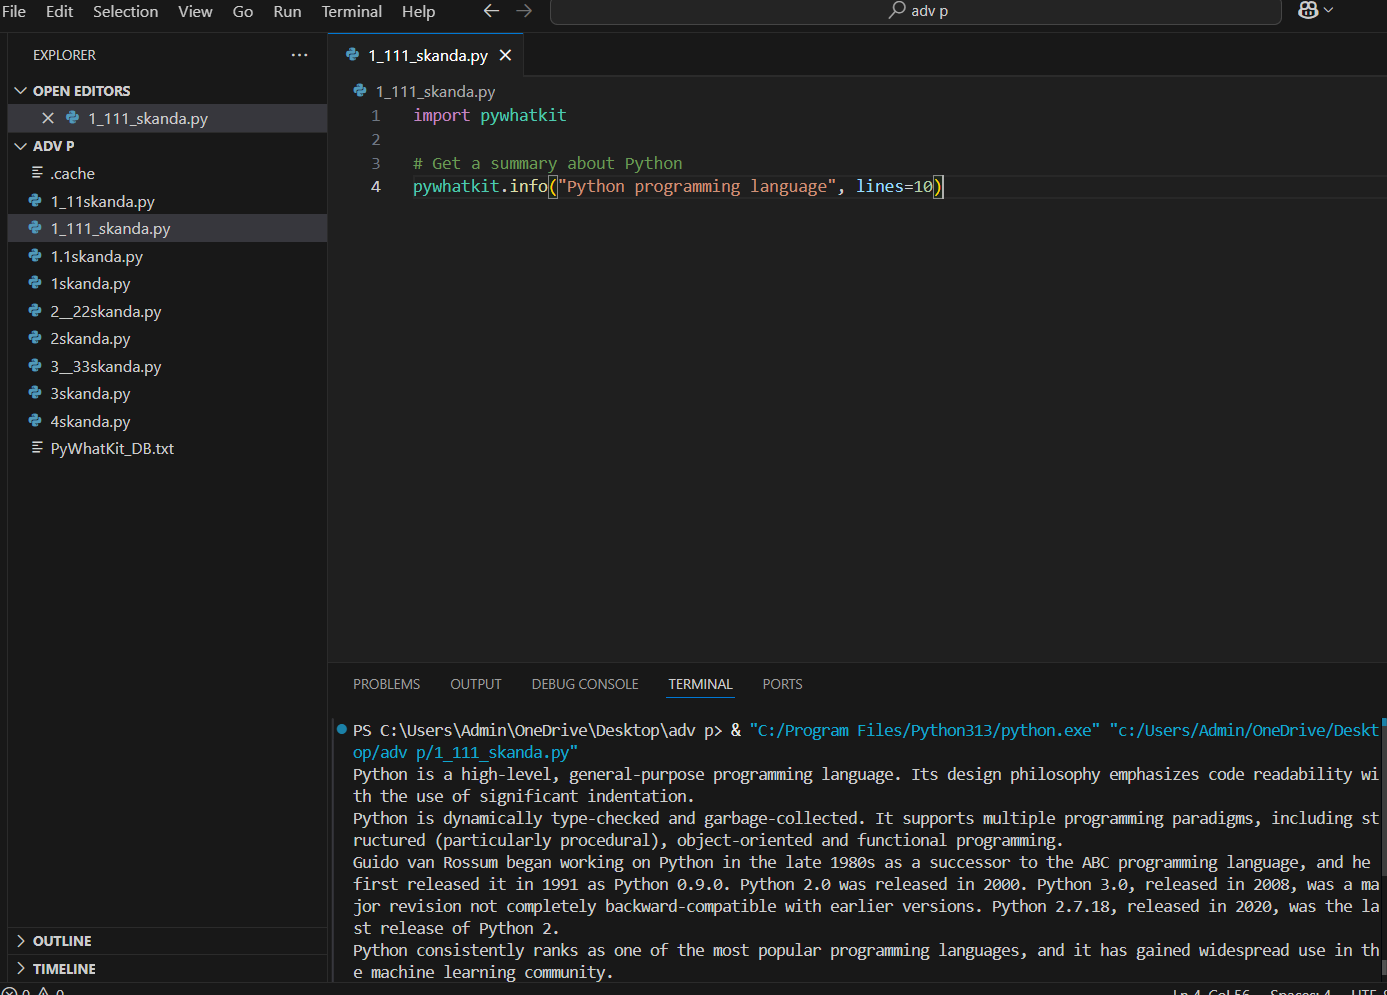 File Edit Selection View Go Run Terminal Help
adv p
EXPLORER
OPEN EDITORS
1_111_skanda.py
ADV P
.cache
1_11skanda.py
1_111_skanda.py
1.1skanda.py
1skanda.py
2__22skanda.py
2skanda.py
3__33skanda.py
3skanda.py
4skanda.py
PyWhatKit_DB.txt
OUTLINE
TIMELINE
1_111_skanda.py
1_111_skanda.py
1 import pywhatkit
2
3 # Get a summary about Python
4 pywhatkit.info("Python programming language", lines=10)
PROBLEMS OUTPUT DEBUG CONSOLE TERMINAL PORTS
PS C:\Users\Admin\OneDrive\Desktop\adv p> & "C:/Program Files/Python313/python.exe" "c:/Users/Admin/OneDrive/Deskt
op/adv p/1_111_skanda.py"
Python is a high-level, general-purpose programming language. Its design philosophy emphasizes code readability wi
th the use of significant indentation.
Python is dynamically type-checked and garbage-collected. It supports multiple programming paradigms, including st
ructured (particularly procedural), object-oriented and functional programming.
Guido van Rossum began working on Python in the late 1980s as a successor to the ABC programming language, and he
first released it in 1991 as Python 0.9.0. Python 2.0 was released in 2000. Python 3.0, released in 2008, was a ma
jor revision not completely backward-compatible with earlier versions. Python 2.7.18, released in 2020, was the la
st release of Python 2.
Python consistently ranks as one of the most popular programming languages, and it has gained widespread use in th
e machine learning community.
0 0
Ln 4, Col 56 Spaces: 4